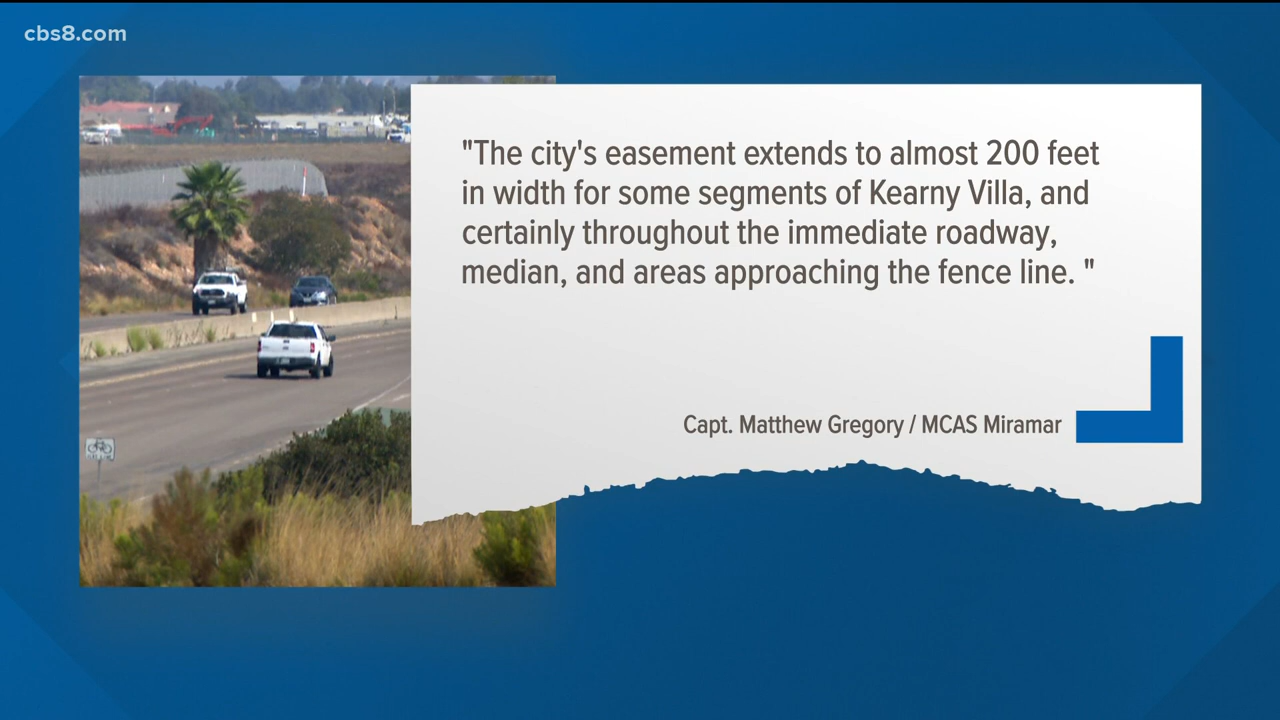 cbs8.com
"The city's easement extends to almost 200 feet
in width for some segments of Kearny Villa, and
certainly throughout the immediate roadway,
median, and areas approaching the fence line. "
Capt. Matthew Gregory / MCAS Miramar